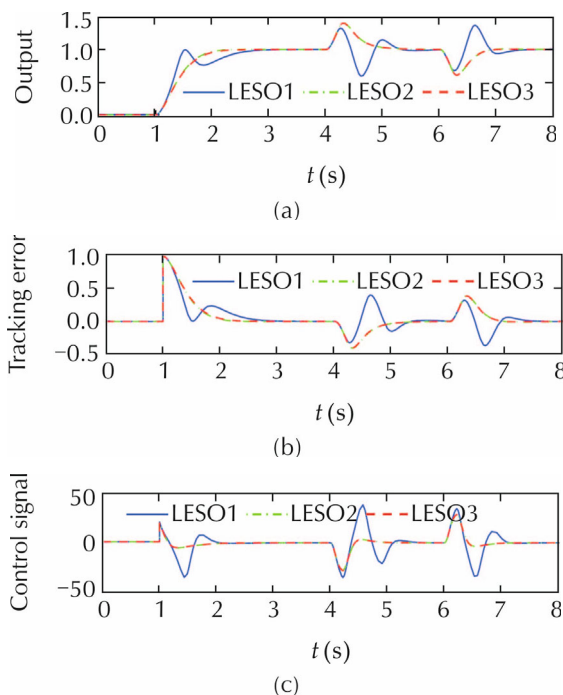 Output
1.5
1.0
1.5
0.0
LESO1 LESO2 LESO3
0 1 2 3 4 5 6 7 8
t (s)
(a)
Tracking error
1.0
0.5
0.0
−0.5
LESO1 LESO2 LESO3
0 1 2 3 4 5 6 7 8
t (s)
(b)
Control signal
50
0
−50
LESO1 LESO2 LESO3
0 1 2 3 4 5 6 7 8
t (s)
(c)